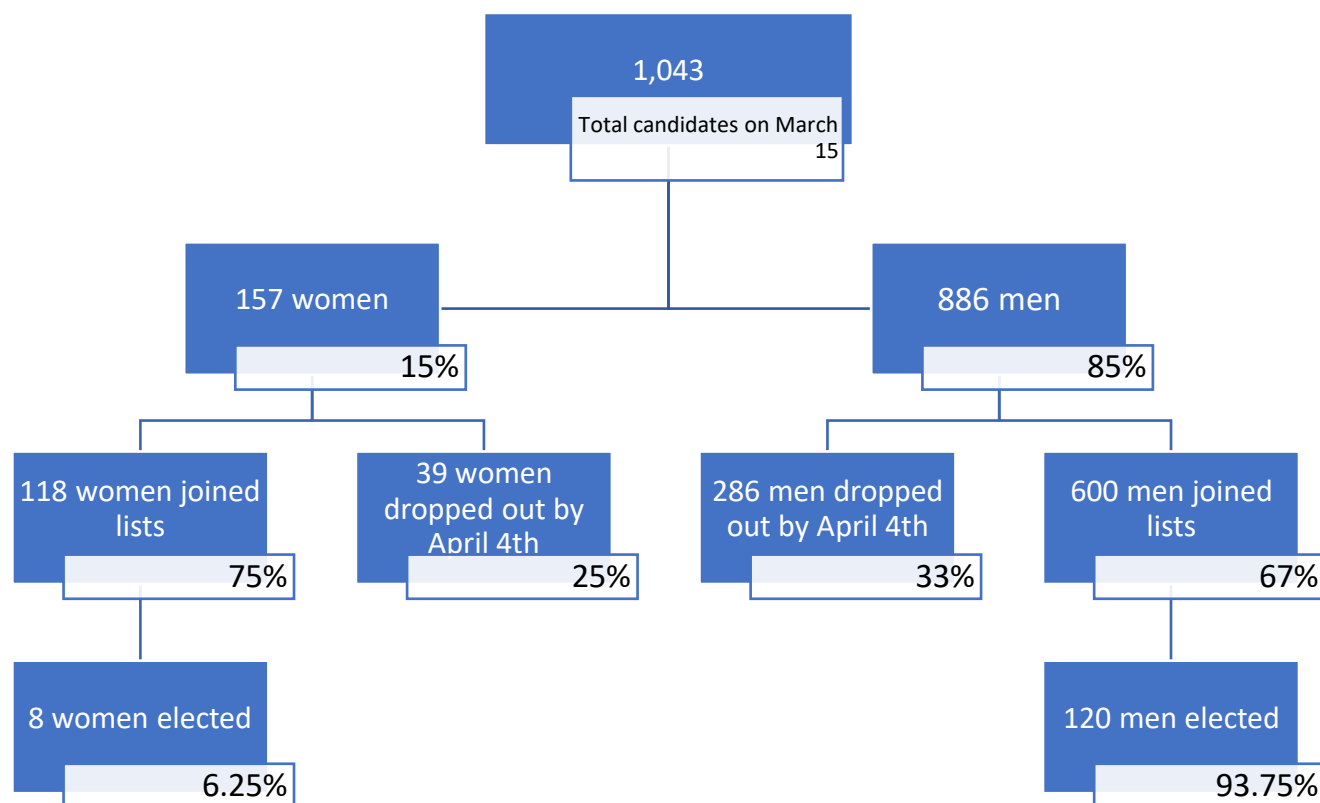 1,043
Total candidates on March
15
157 women
15%
886 men
85%
118 women joined
lists
75%
39 women
dropped out by
April 4th
25%
286 men dropped
out by April 4th
33%
600 men joined
lists
67%
8 women elected
6.25%
120 men elected
93.75%